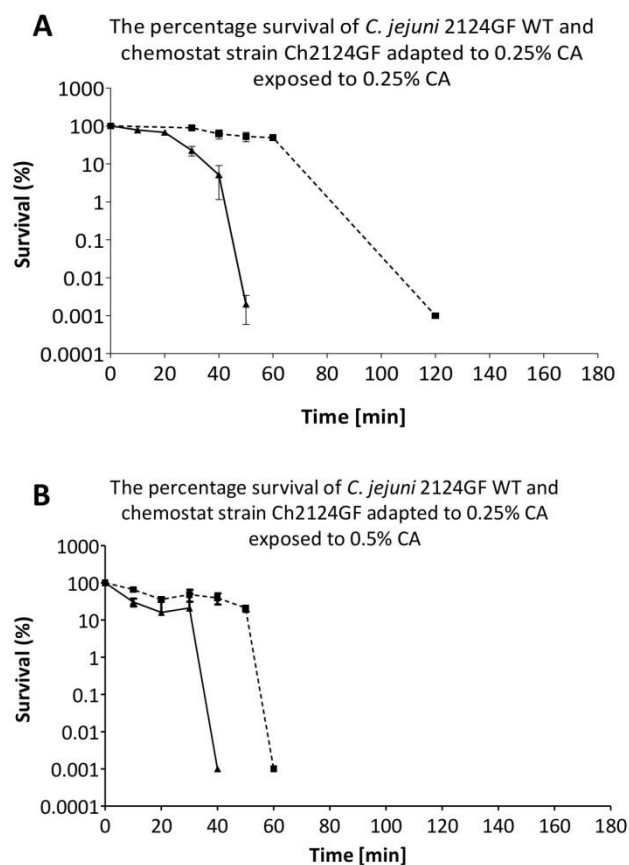 A
The percentage survival of C. jejuni 2124GF WT and
chemostat strain Ch2124GF adapted to 0.25% CA
exposed to 0.25% CA
1000
100
10
1
0.1
0.01
0.001
0.0001
Survival (%)
0 20 40 60 80 100 120 140 160 180
Time [min]
B
The percentage survival of C. jejuni 2124GF WT and
chemostat strain Ch2124GF adapted to 0.25% CA
exposed to 0.5% CA
1000
100
10
1
0.1
0.01
0.001
0.0001
Survival (%)
0 20 40 60 80 100 120 140 160 180
Time [min]